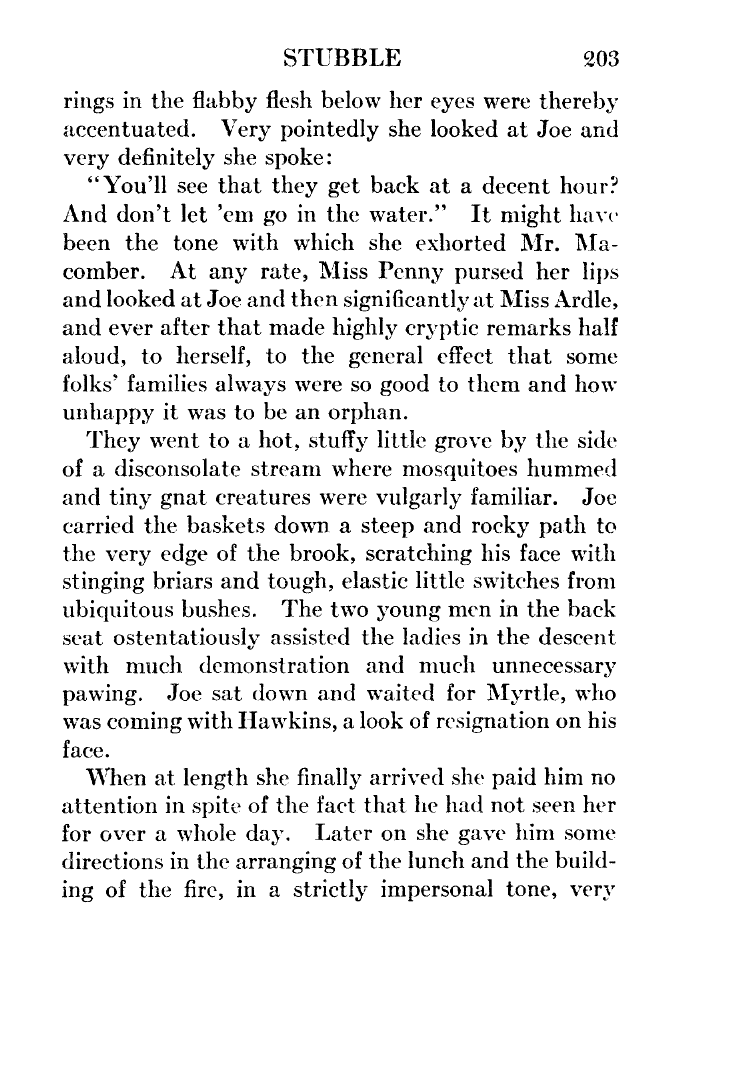 STUBBLE 203
rings in the flabby flesh below her eyes were thereby
accentuated. Very pointedly she looked at Joe and
very definitely she spoke:
"You'll see that they get back at a decent hour?
And don't let 'em go in the water." It might have
been the tone with which she exhorted Mr. Ma-
comber. At any rate, Miss Penny pursed her lips
and looked at Joe and then significantly at Miss Ardle,
and ever after that made highly cryptic remarks half
aloud, to herself, to the general effect that some
folks' families always were so good to them and how
unhappy it was to be an orphan.
They went to a hot, stuffy little grove by the side
of a disconsolate stream where mosquitoes hummed
and tiny gnat creatures were vulgarly familiar. Joe
carried the baskets down a steep and rocky path to
the very edge of the brook, scratching his face with
stinging briars and tough, elastic little switches from
ubiquitous bushes. The two young men in the back
seat ostentatiously assisted the ladies in the descent
with much demonstration and much unnecessary
pawing. Joe sat down and waited for Myrtle, who
was coming with Hawkins, a look of resignation on his
face.
When at length she finally arrived she paid him no
attention in spite of the fact that he had not seen her
for over a whole day. Later on she gave him some
directions in the arranging of the lunch and the build-
ing of the fire, in a strictly impersonal tone, very